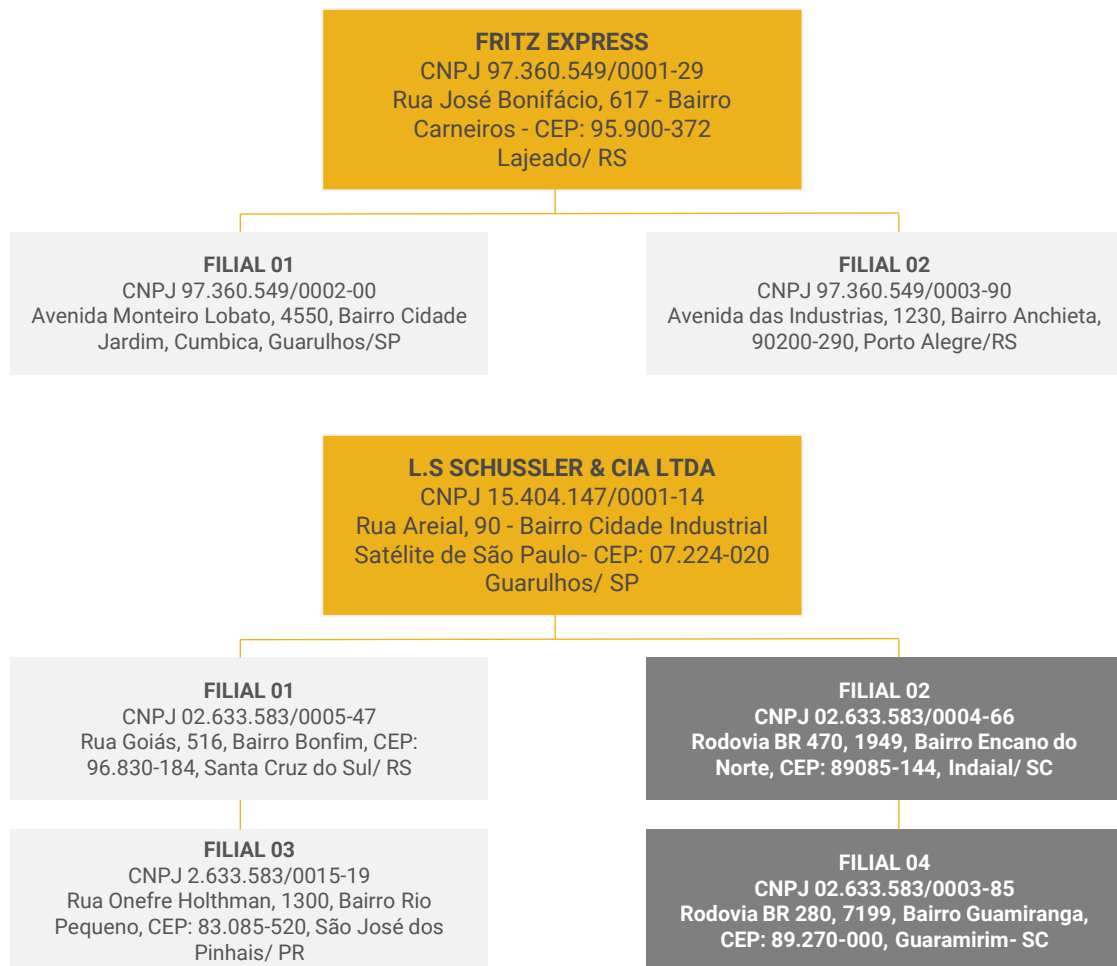 FRITZ EXPRESS
CNPJ 97.360.549/0001-29
Rua José Bonifácio, 617 - Bairro
Carneiros - CEP: 95.900-372
Lajeado/ RS
FILIAL 01
CNPJ 97.360.549/0002-00
Avenida Monteiro Lobato, 4550, Bairro Cidade
Jardim, Cumbica, Guarulhos/SP
FILIAL 02
CNPJ 97.360.549/0003-90
Avenida das Industrias, 1230, Bairro Anchieta,
90200-290, Porto Alegre/RS
L.S SCHUSSLER & CIA LTDA
CNPJ 15.404.147/0001-14
Rua Areial, 90 - Bairro Cidade Industrial
Satélite de São Paulo- CEP: 07.224-020
Guarulhos/ SP
FILIAL 01
CNPJ 02.633.583/0005-47
Rua Goiás, 516, Bairro Bonfim, CEP:
96.830-184, Santa Cruz do Sul/ RS
FILIAL 02
CNPJ 02.633.583/0004-66
Rodovia BR 470, 1949, Bairro Encano do
Norte, CEP: 89085-144, Indaial/ SC
FILIAL 03
CNPJ 2.633.583/0015-19
Rua Onefre Holthman, 1300, Bairro Rio
Pequeno, CEP: 83.085-520, São José dos
Pinhais/ PR
FILIAL 04
CNPJ 02.633.583/0003-85
Rodovia BR 280, 7199, Bairro Guamiranga,
CEP: 89.270-000, Guaramirim- SC